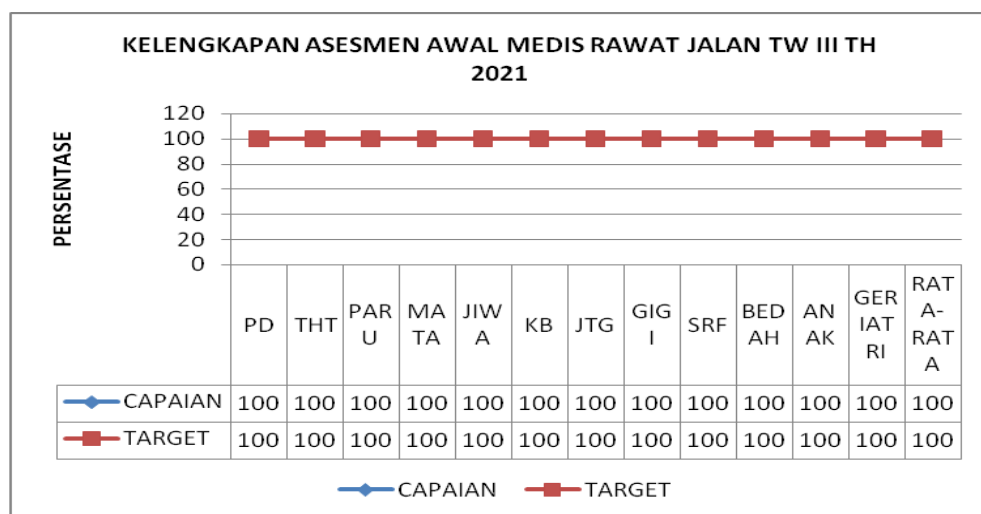 KELENGKAPAN ASESMEN AWAL MEDIS RAWAT JALAN TW III TH
2021
PERSENTASE
120
100
80
60
40
20
0
PD THT PAR MA JIW KB JTG GIG SRF BED AN GER RAT
U TA A I AH AK IAT A-
RI RAT
A
CAPAIAN 100 100 100 100 100 100 100 100 100 100 100 100 100
TARGET 100 100 100 100 100 100 100 100 100 100 100 100 100
CAPAIAN TARGET